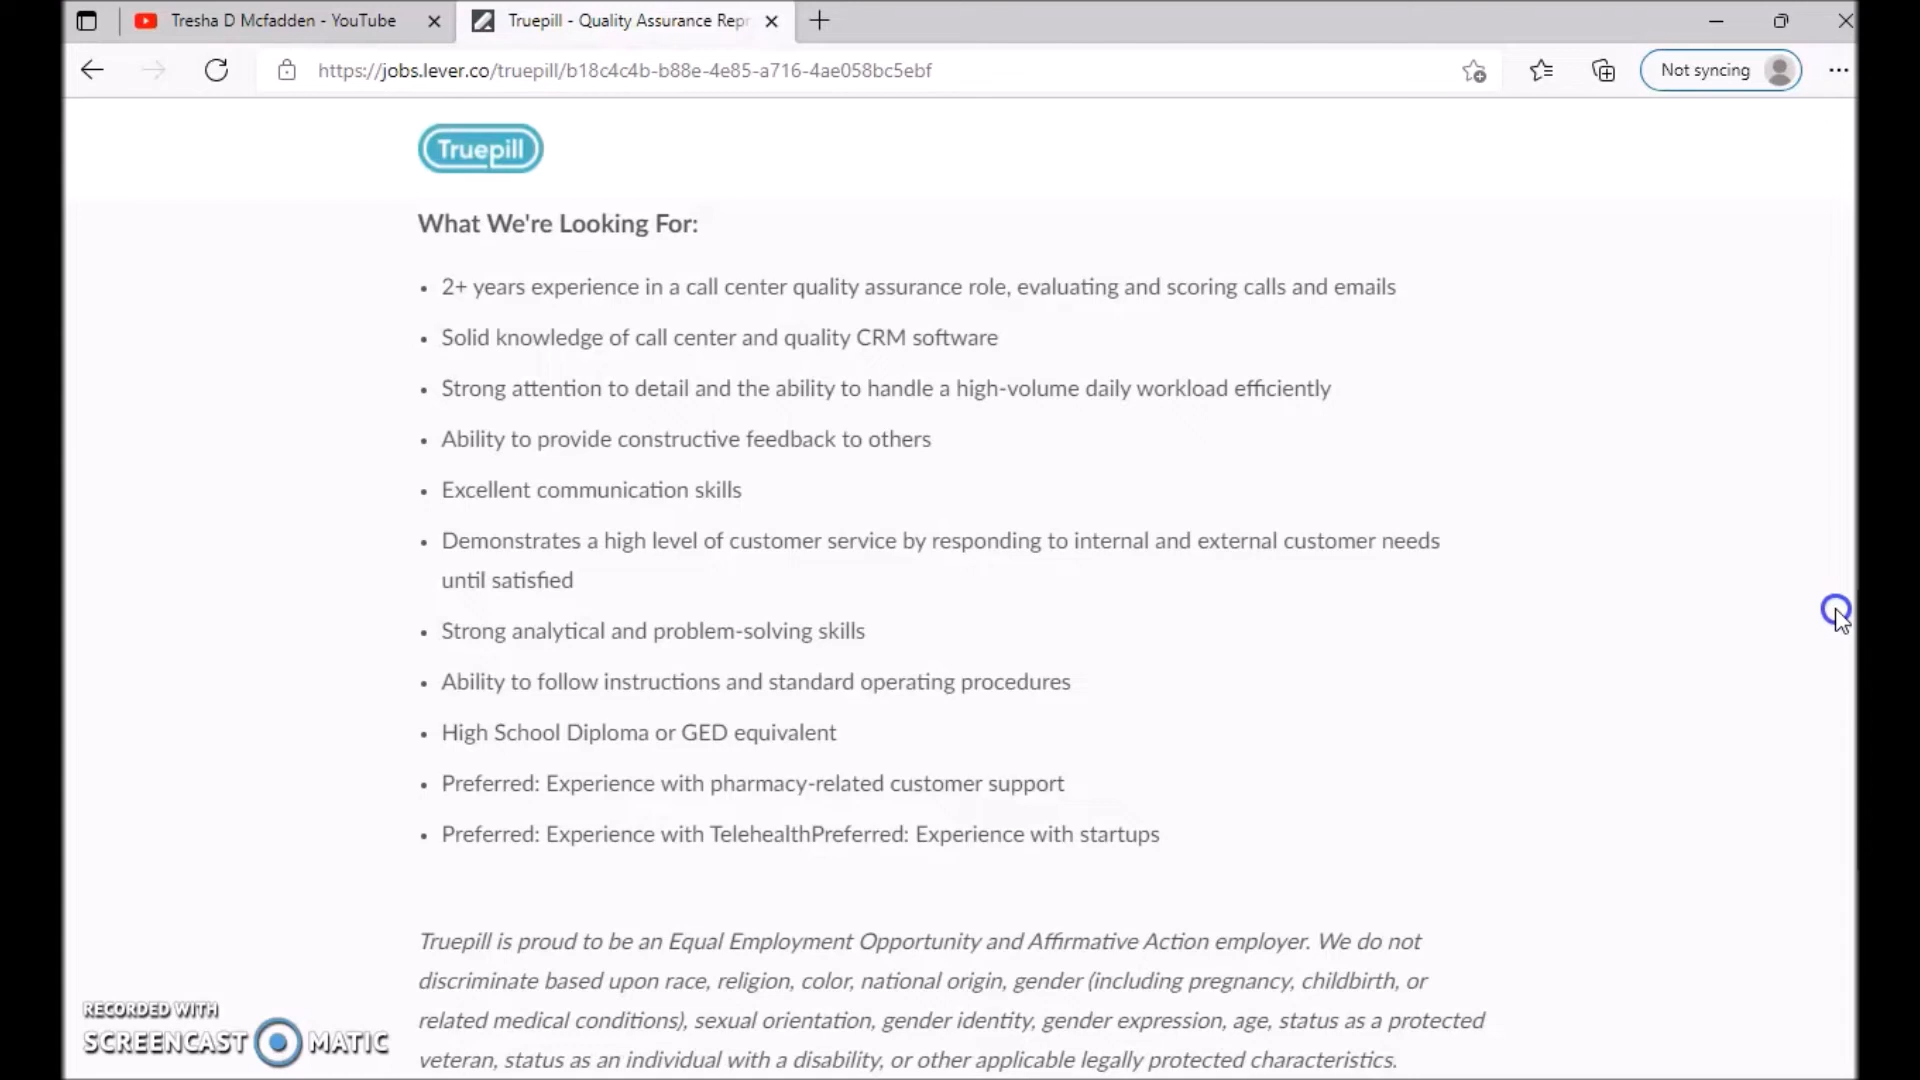 Tresha D Mcfadden - YouTube
Truepill - Quality Assurance Repr
https://jobs.lever.co/truepill/b18c4c4b-b88e-4e85-a716-4ae058bc5ebf
Not syncing
Truepill
What We're Looking For:
• 2+ years experience in a call center quality assurance role, evaluating and scoring calls and emails
• Solid knowledge of call center and quality CRM software
• Strong attention to detail and the ability to handle a high-volume daily workload efficiently
• Ability to provide constructive feedback to others
• Excellent communication skills
• Demonstrates a high level of customer service by responding to internal and external customer needs
until satisfied
• Strong analytical and problem-solving skills
• Ability to follow instructions and standard operating procedures
• High School Diploma or GED equivalent
• Preferred: Experience with pharmacy-related customer support
• Preferred: Experience with TelehealthPreferred: Experience with startups
Truepill is proud to be an Equal Employment Opportunity and Affirmative Action employer. We do not
discriminate based upon race, religion, color, national origin, gender (including pregnancy, childbirth, or
related medical conditions), sexual orientation, gender identity, gender expression, age, status as a protected
veteran, status as an individual with a disability, or other applicable legally protected characteristics.
RECORDED WITH
SCREENCAST MATIC